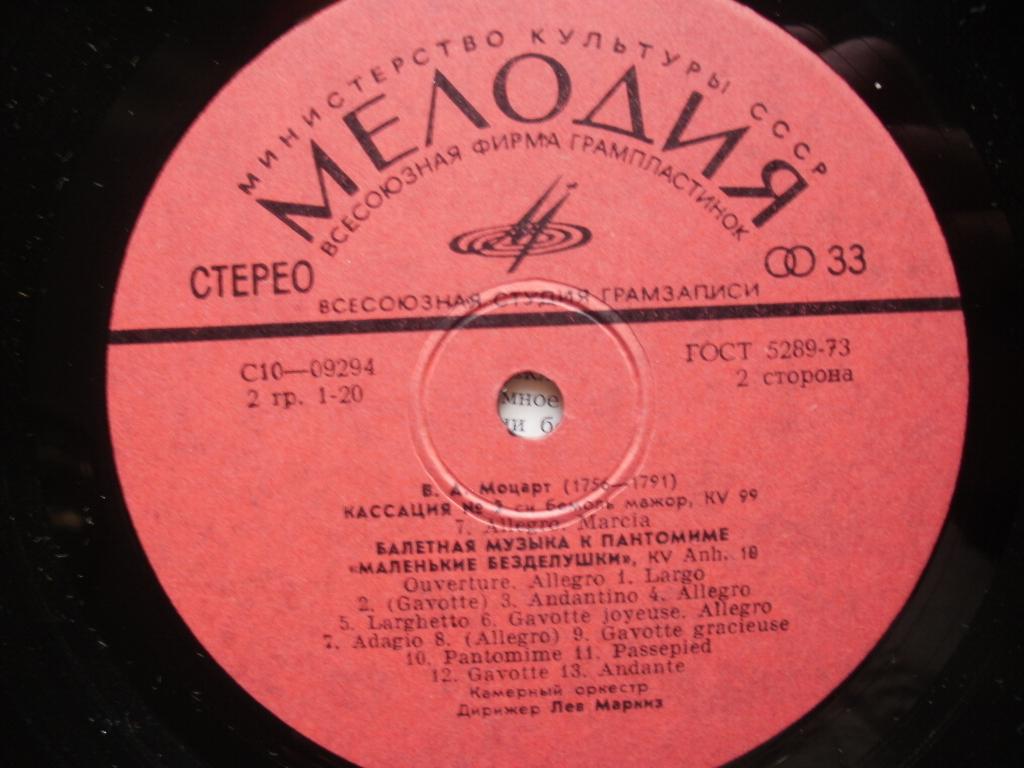 МИНИСТЕРСТВО КУЛЬТУРЫ СССР
МЕЛОДИЯ
ВСЕСОЮЗНАЯ ФИРМА ГРАМПЛАСТИНОК
СТЕРЕО
33
ВСЕСОЮЗНАЯ СТУДИЯ ГРАМЗАПИСИ
С10—09294
2 гр. 1-20
ГОСТ 5289-73
2 сторона
мное
В. А. Моцарт (1756—1791)
КАССАЦИЯ № 2 си бемоль мажор, KV 99
7. Allegro. Marcia
БАЛЕТНАЯ МУЗЫКА К ПАНТОМИМЕ
«МАЛЕНЬКИЕ БЕЗДЕЛУШКИ», KV Anh. 10
Ouverture. Allegro 1. Largo
2. (Gavotte) 3. Andantino 4. Allegro
5. Larghetto 6. Gavotte joyeuse. Allegro
7. Adagio 8. (Allegro) 9. Gavotte gracieuse
10. Pantomime 11. Passepied
12. Gavotte 13. Andante
Камерный оркестр
Дирижер Лев Маркиз